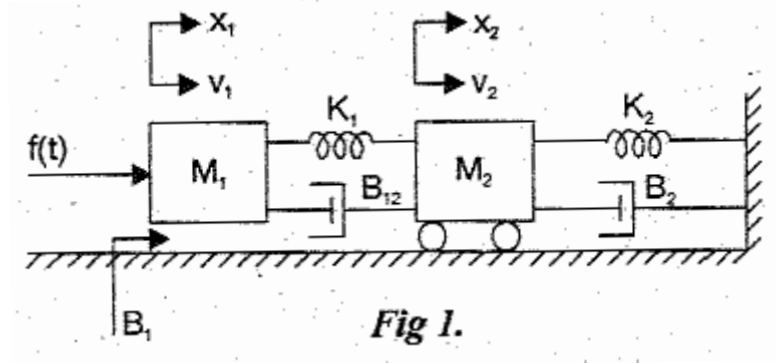 x₁
x₂
v₁
v₂
K₁
K₂
f(t)
M₁
M₂
B₁₂
B₂
B₁
Fig 1.